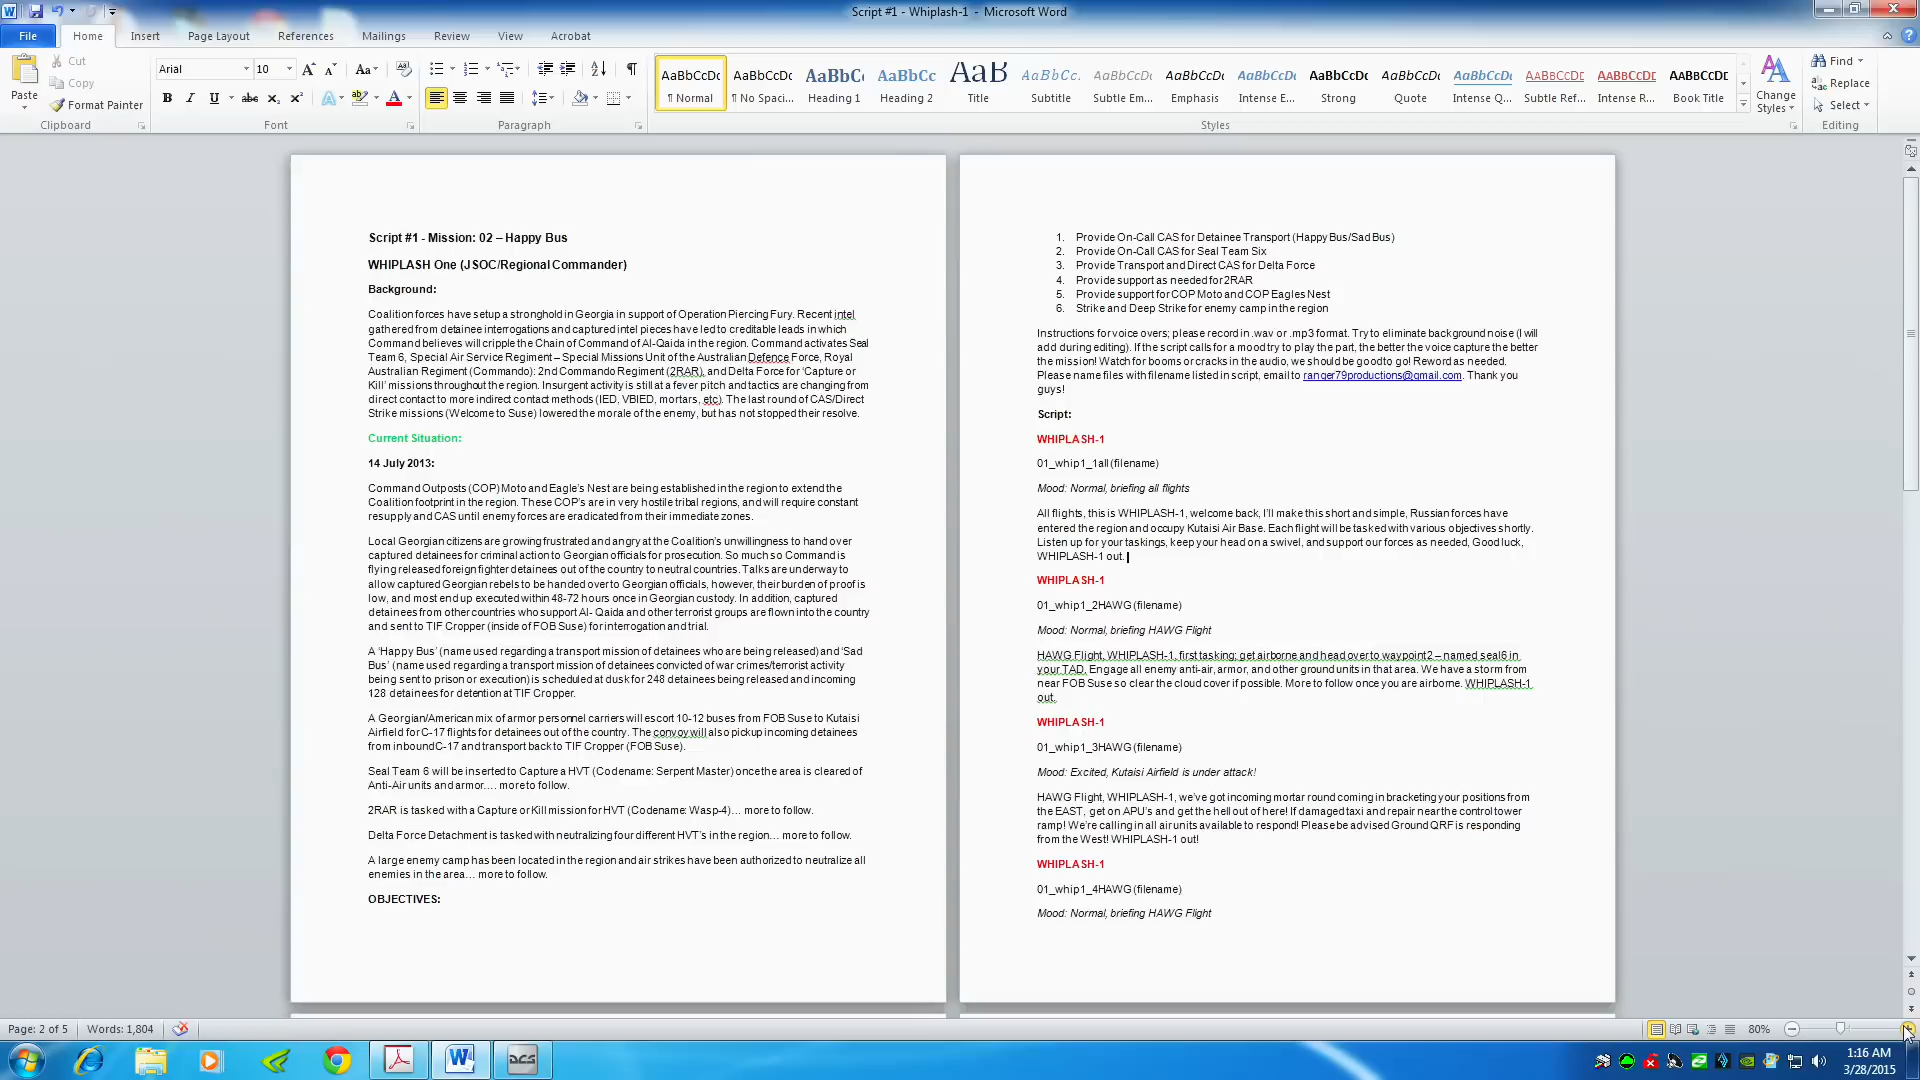 Script #1 - Whiplash-1 - Microsoft Word
File
Home
Insert
Page Layout
References
Mailings
Review
View
Acrobat
Paste
Cut
Copy
Format Painter
Clipboard
Arial
10
Font
Paragraph
AaBbCcDc
¶ Normal
AaBbCcDc
¶ No Spaci...
AaBbCc
Heading 1
AaBbCc
Heading 2
AaB
Title
AaBbCc.
Subtitle
AaBbCcDc
Subtle Em...
AaBbCcDc
Emphasis
AaBbCcDc
Intense E...
AaBbCcDc
Strong
AaBbCcDc
Quote
AaBbCcDc
Intense Q...
AaBbCcDc
Subtle Ref...
AaBbCcDc
Intense R...
AaBbCcDc
Book Title
Change
Styles
Styles
Find
Replace
Select
Editing
Script #1 - Mission: 02 – Happy Bus
WHIPLASH One (JSOC/Regional Commander)
Background:
Coalition forces have setup a stronghold in Georgia in support of Operation Piercing Fury. Recent intel
gathered from detainee interrogations and captured intel pieces have led to creditable leads in which
Command believes will cripple the Chain of Command of Al-Qaida in the region. Command activates Seal
Team 6, Special Air Service Regiment – Special Missions Unit of the Australian Defence Force, Royal
Australian Regiment (Commando): 2nd Commando Regiment (2RAR), and Delta Force for ‘Capture or
Kill’ missions throughout the region. Insurgent activity is still at a fever pitch and tactics are changing from
direct contact to more indirect contact methods (IED, VBIED, mortars, etc). The last round of CAS/Direct
Strike missions (Welcome to Suse) lowered the morale of the enemy, but has not stopped their resolve.
Current Situation:
14 July 2013:
Command Outposts (COP) Moto and Eagle’s Nest are being established in the region to extend the
Coalition footprint in the region. These COP’s are in very hostile tribal regions, and will require constant
resupply and CAS until enemy forces are eradicated from their immediate zones.
Local Georgian citizens are growing frustrated and angry at the Coalition’s unwillingness to hand over
captured detainees for criminal action to Georgian officials for prosecution. So much so Command is
flying released foreign fighter detainees out of the country to neutral countries. Talks are underway to
allow captured Georgian rebels to be handed over to Georgian officials, however, their burden of proof is
low, and most end up executed within 48-72 hours once in Georgian custody. In addition, captured
detainees from other countries who support Al- Qaida and other terrorist groups are flown into the country
and sent to TIF Cropper (inside of FOB Suse) for interrogation and trial.
A ‘Happy Bus’ (name used regarding a transport mission of detainees who are being released) and ‘Sad
Bus’ (name used regarding a transport mission of detainees convicted of war crimes/terrorist activity
being sent to prison or execution) is scheduled at dusk for 248 detainees being released and incoming
128 detainees for detention at TIF Cropper.
A Georgian/American mix of armor personnel carriers will escort 10-12 buses from FOB Suse to Kutaisi
Airfield for C-17 flights for detainees out of the country. The convoy will also pickup incoming detainees
from inbound C-17 and transport back to TIF Cropper (FOB Suse).
Seal Team 6 will be inserted to Capture a HVT (Codename: Serpent Master) once the area is cleared of
Anti-Air units and armor…. more to follow.
2RAR is tasked with a Capture or Kill mission for HVT (Codename: Wasp-4)… more to follow.
Delta Force Detachment is tasked with neutralizing four different HVT’s in the region… more to follow.
A large enemy camp has been located in the region and air strikes have been authorized to neutralize all
enemies in the area… more to follow.
OBJECTIVES:
1. Provide On-Call CAS for Detainee Transport (Happy Bus/Sad Bus)
2. Provide On-Call CAS for Seal Team Six
3. Provide Transport and Direct CAS for Delta Force
4. Provide support as needed for 2RAR
5. Provide support for COP Moto and COP Eagles Nest
6. Strike and Deep Strike for enemy camp in the region
Instructions for voice overs; please record in .wav or .mp3 format. Try to eliminate background noise (I will
add during editing). If the script calls for a mood try to play the part, the better the voice capture the better
the mission! Watch for booms or cracks in the audio, we should be good to go! Reword as needed.
Please name files with filename listed in script, email to ranger79productions@gmail.com. Thank you
guys!
Script:
WHIPLASH-1
01_whip1_1all (filename)
Mood: Normal, briefing all flights
All flights, this is WHIPLASH-1, welcome back, I’ll make this short and simple, Russian forces have
entered the region and occupy Kutaisi Air Base. Each flight will be tasked with various objectives shortly.
Listen up for your taskings, keep your head on a swivel, and support our forces as needed, Good luck,
WHIPLASH-1 out.
WHIPLASH-1
01_whip1_2HAWG (filename)
Mood: Normal, briefing HAWG Flight
HAWG Flight, WHIPLASH-1, first tasking; get airborne and head over to waypoint 2 – named seal6 in
your TAD. Engage all enemy anti-air, armor, and other ground units in that area. We have a storm from
near FOB Suse so clear the cloud cover if possible. More to follow once you are airborne. WHIPLASH-1
out.
WHIPLASH-1
01_whip1_3HAWG (filename)
Mood: Excited, Kutaisi Airfield is under attack!
HAWG Flight, WHIPLASH-1, we’ve got incoming mortar round coming in bracketing your positions from
the EAST, get on APU’s and get the hell out of here! If damaged taxi and repair near the control tower
ramp! We’re calling in all air units available to respond! Please be advised Ground QRF is responding
from the West! WHIPLASH-1 out!
WHIPLASH-1
01_whip1_4HAWG (filename)
Mood: Normal, briefing HAWG Flight
Page: 2 of 5
Words: 1,804
80%
DCS
1:16 AM
3/28/2015